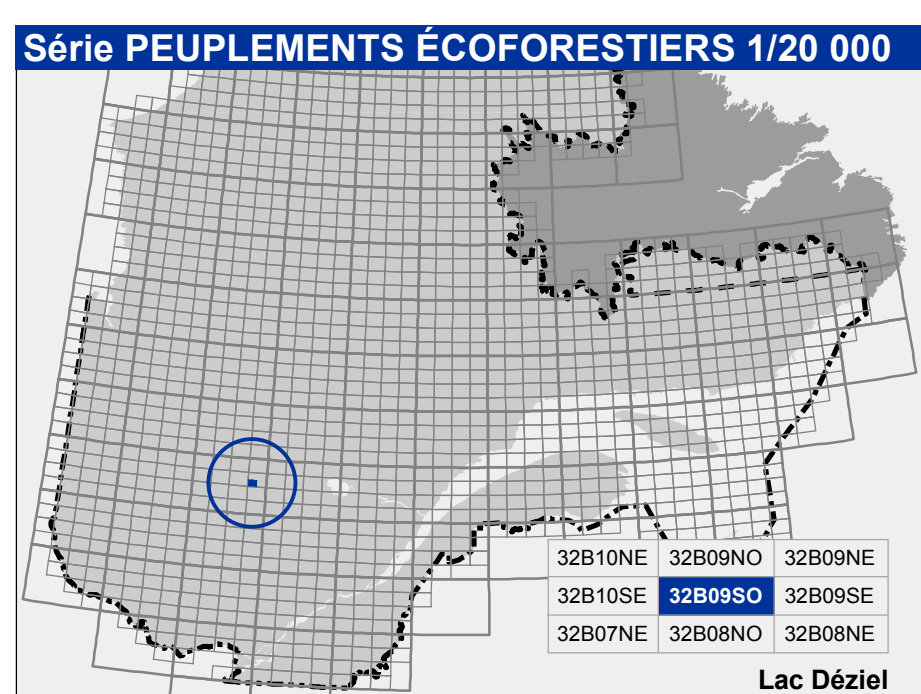 Série PEUPLEMENTS ÉCOFORESTIERS 1/20 000
32B10NE 32B09NO 32B09NE
32B10SE 32B09SO 32B09SE
32B07NE 32B08NO 32B08NE
Lac Déziel